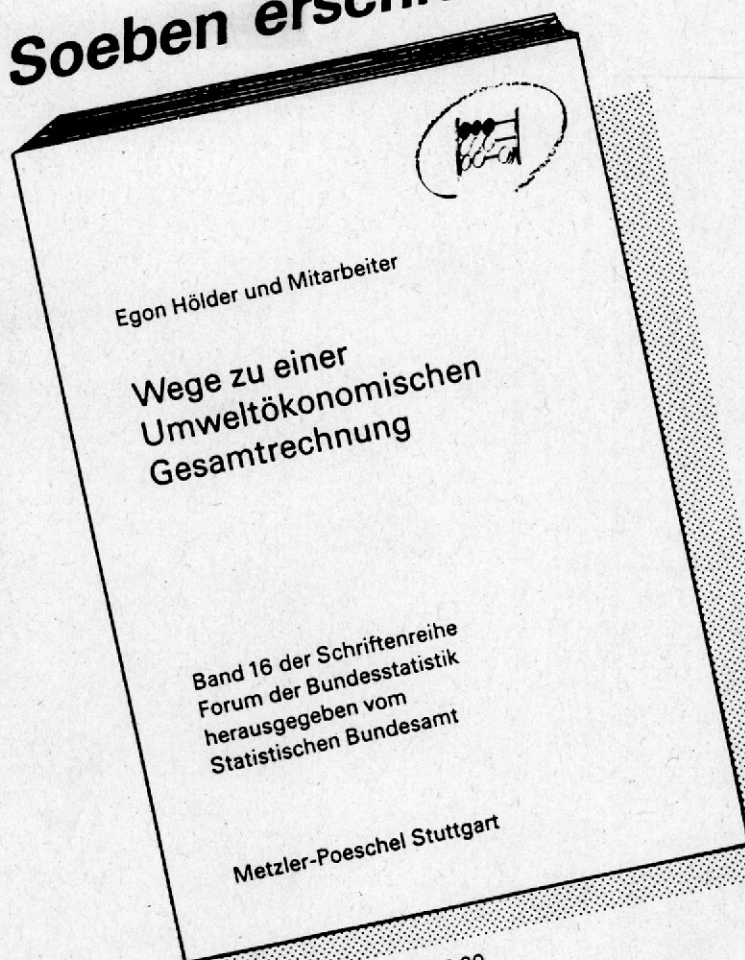 Soeben
Egon Hölder und Mitarbeiter
Wege zu einer
Umweltökonomischen
Gesamtrechnung
Band 16 der Schriftenreihe
Forum der Bundesstatistik
herausgegeben vom
Statistischen Bundesamt
Metzler-Poeschel Stuttgart